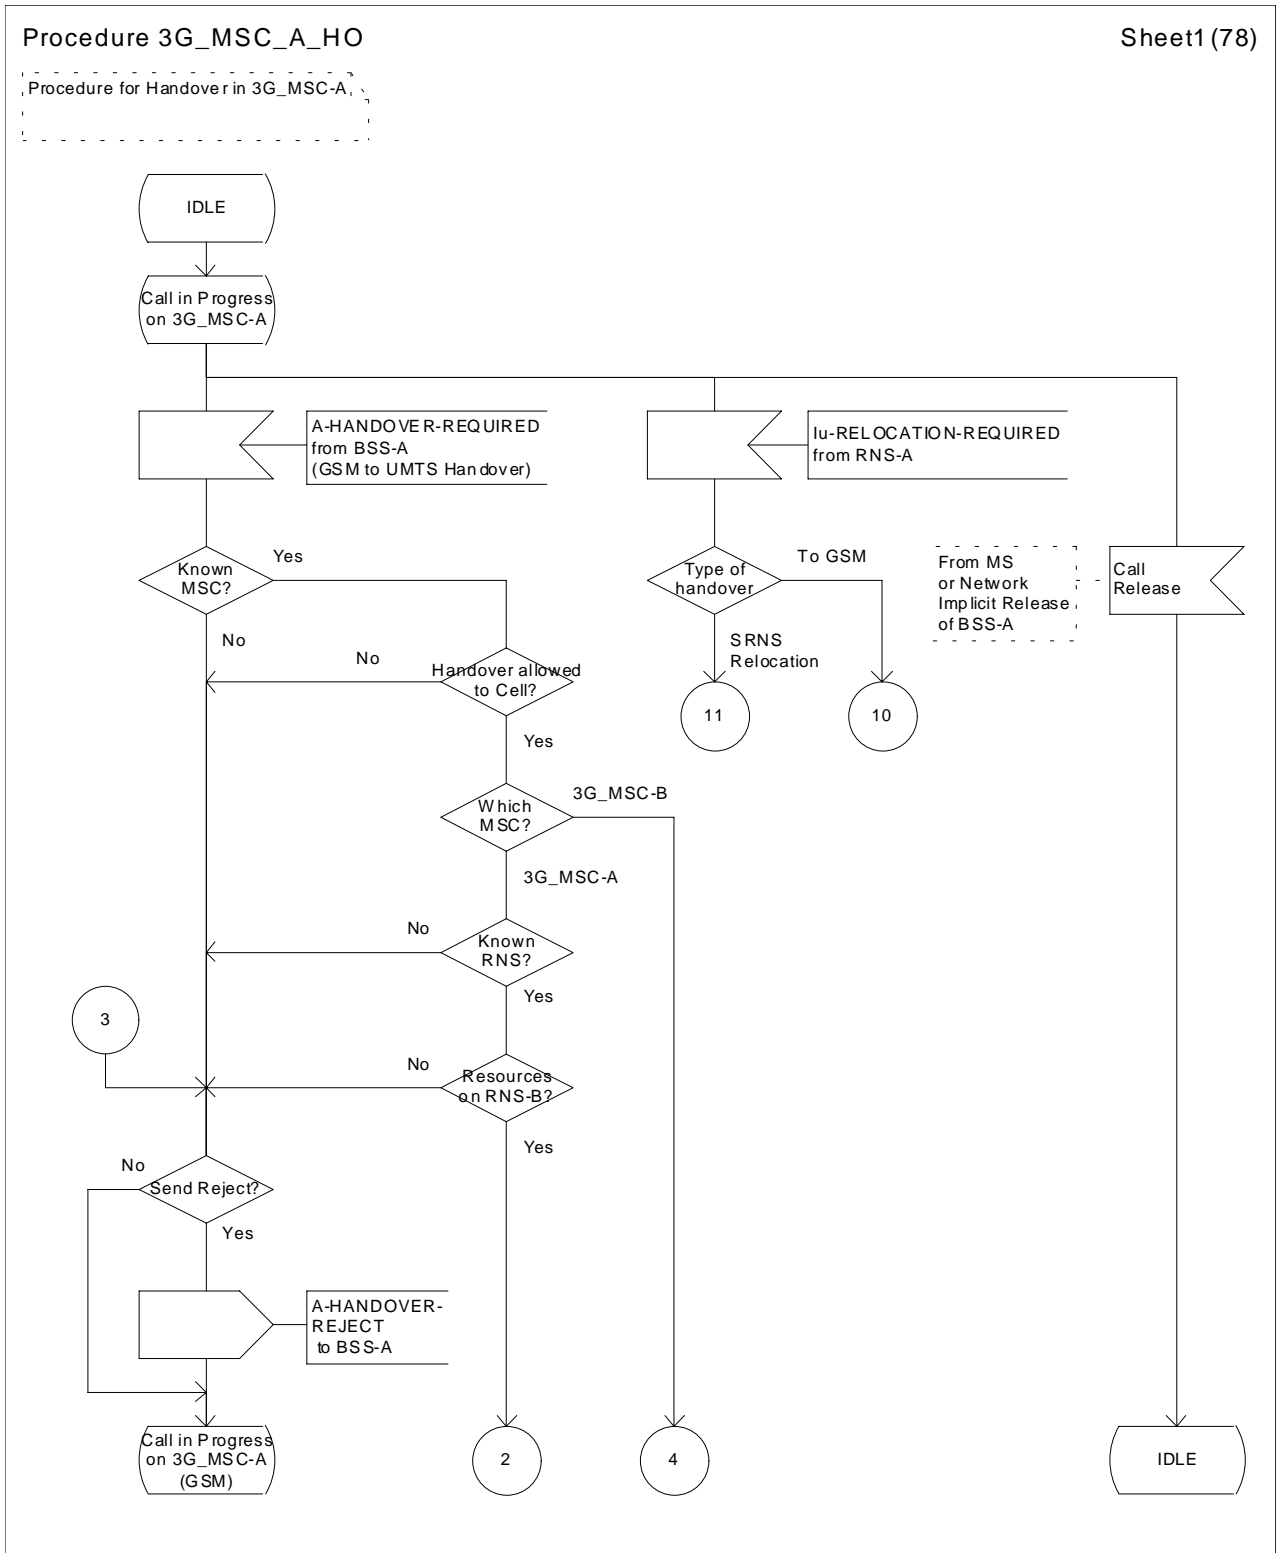 Procedure 3G_MSC_A_HO
Sheet1 (78)
Procedure for Handover in 3G_MSC-A
IDLE
Call in Progress
on 3G_MSC-A
A-HANDOVER-REQUIRED
from BSS-A
(GSM to UMTS Handover)
Iu-RELOCATION-REQUIRED
from RNS-A
Known
MSC?
Yes
No
Type of
handover
To GSM
SRNS
Relocation
From MS
or Network
Implicit Release
of BSS-A
Call
Release
No
Handover allowed
to Cell?
Yes
11
10
Which
MSC?
3G_MSC-B
3G_MSC-A
No
Known
RNS?
Yes
3
No
Resources
on RNS-B?
Yes
No
Send Reject?
Yes
A-HANDOVER-
REJECT
to BSS-A
Call in Progress
on 3G_MSC-A
(GSM)
2
4
IDLE